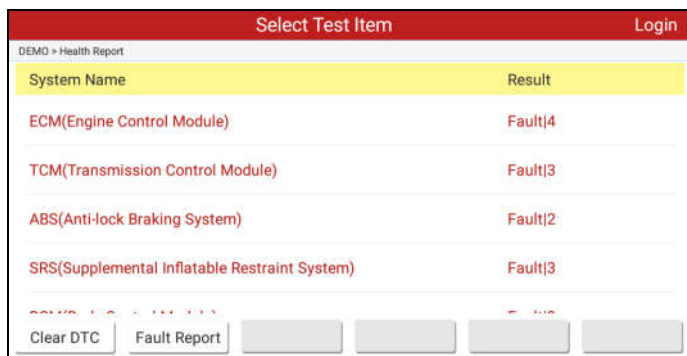 Select Test Item Login
DEMO > Health Report
System Name Result
ECM(Engine Control Module) Fault|4
TCM(Transmission Control Module) Fault|3
ABS(Anti-lock Braking System) Fault|2
SRS(Supplemental Inflatable Restraint System) Fault|3
Clear DTC Fault Report